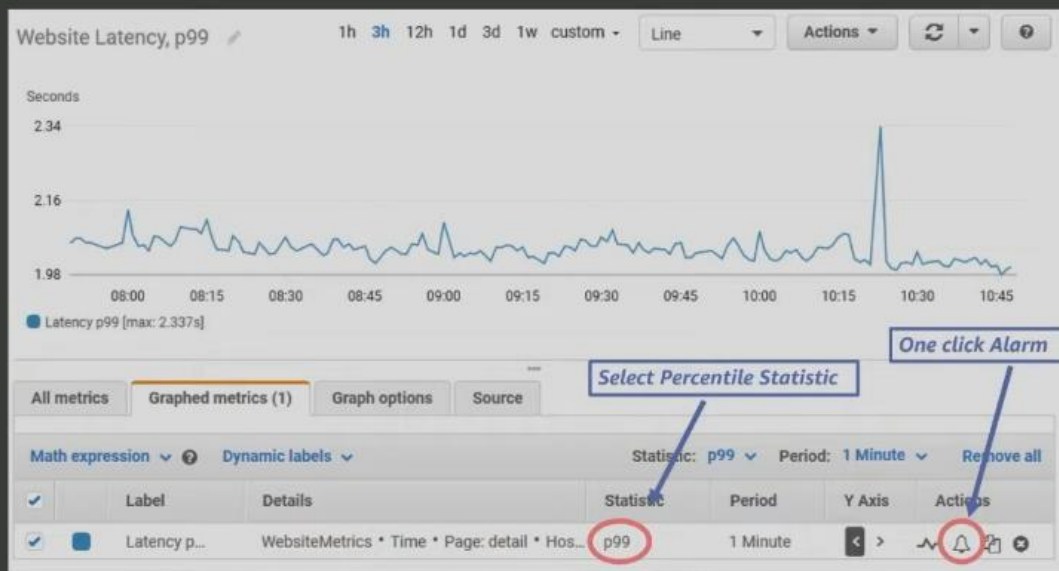 Website Latency, p99 1h 3h 12h 1d 3d 1w custom Line Actions
Seconds
2.34
2.16
1.98
08:00 08:15 08:30 08:45 09:00 09:15 09:30 09:45 10:00 10:15 10:30 10:45
Latency p99 [max: 2.337s]
One click Alarm
Select Percentile Statistic
All metrics Graphed metrics (1) Graph options Source
Math expression Dynamic labels Statistic: p99 Period: 1 Minute Remove all
Label Details Statistic Period Y Axis Actions
Latency p... WebsiteMetrics • Time • Page: detail • Hos... p99 1 Minute < >